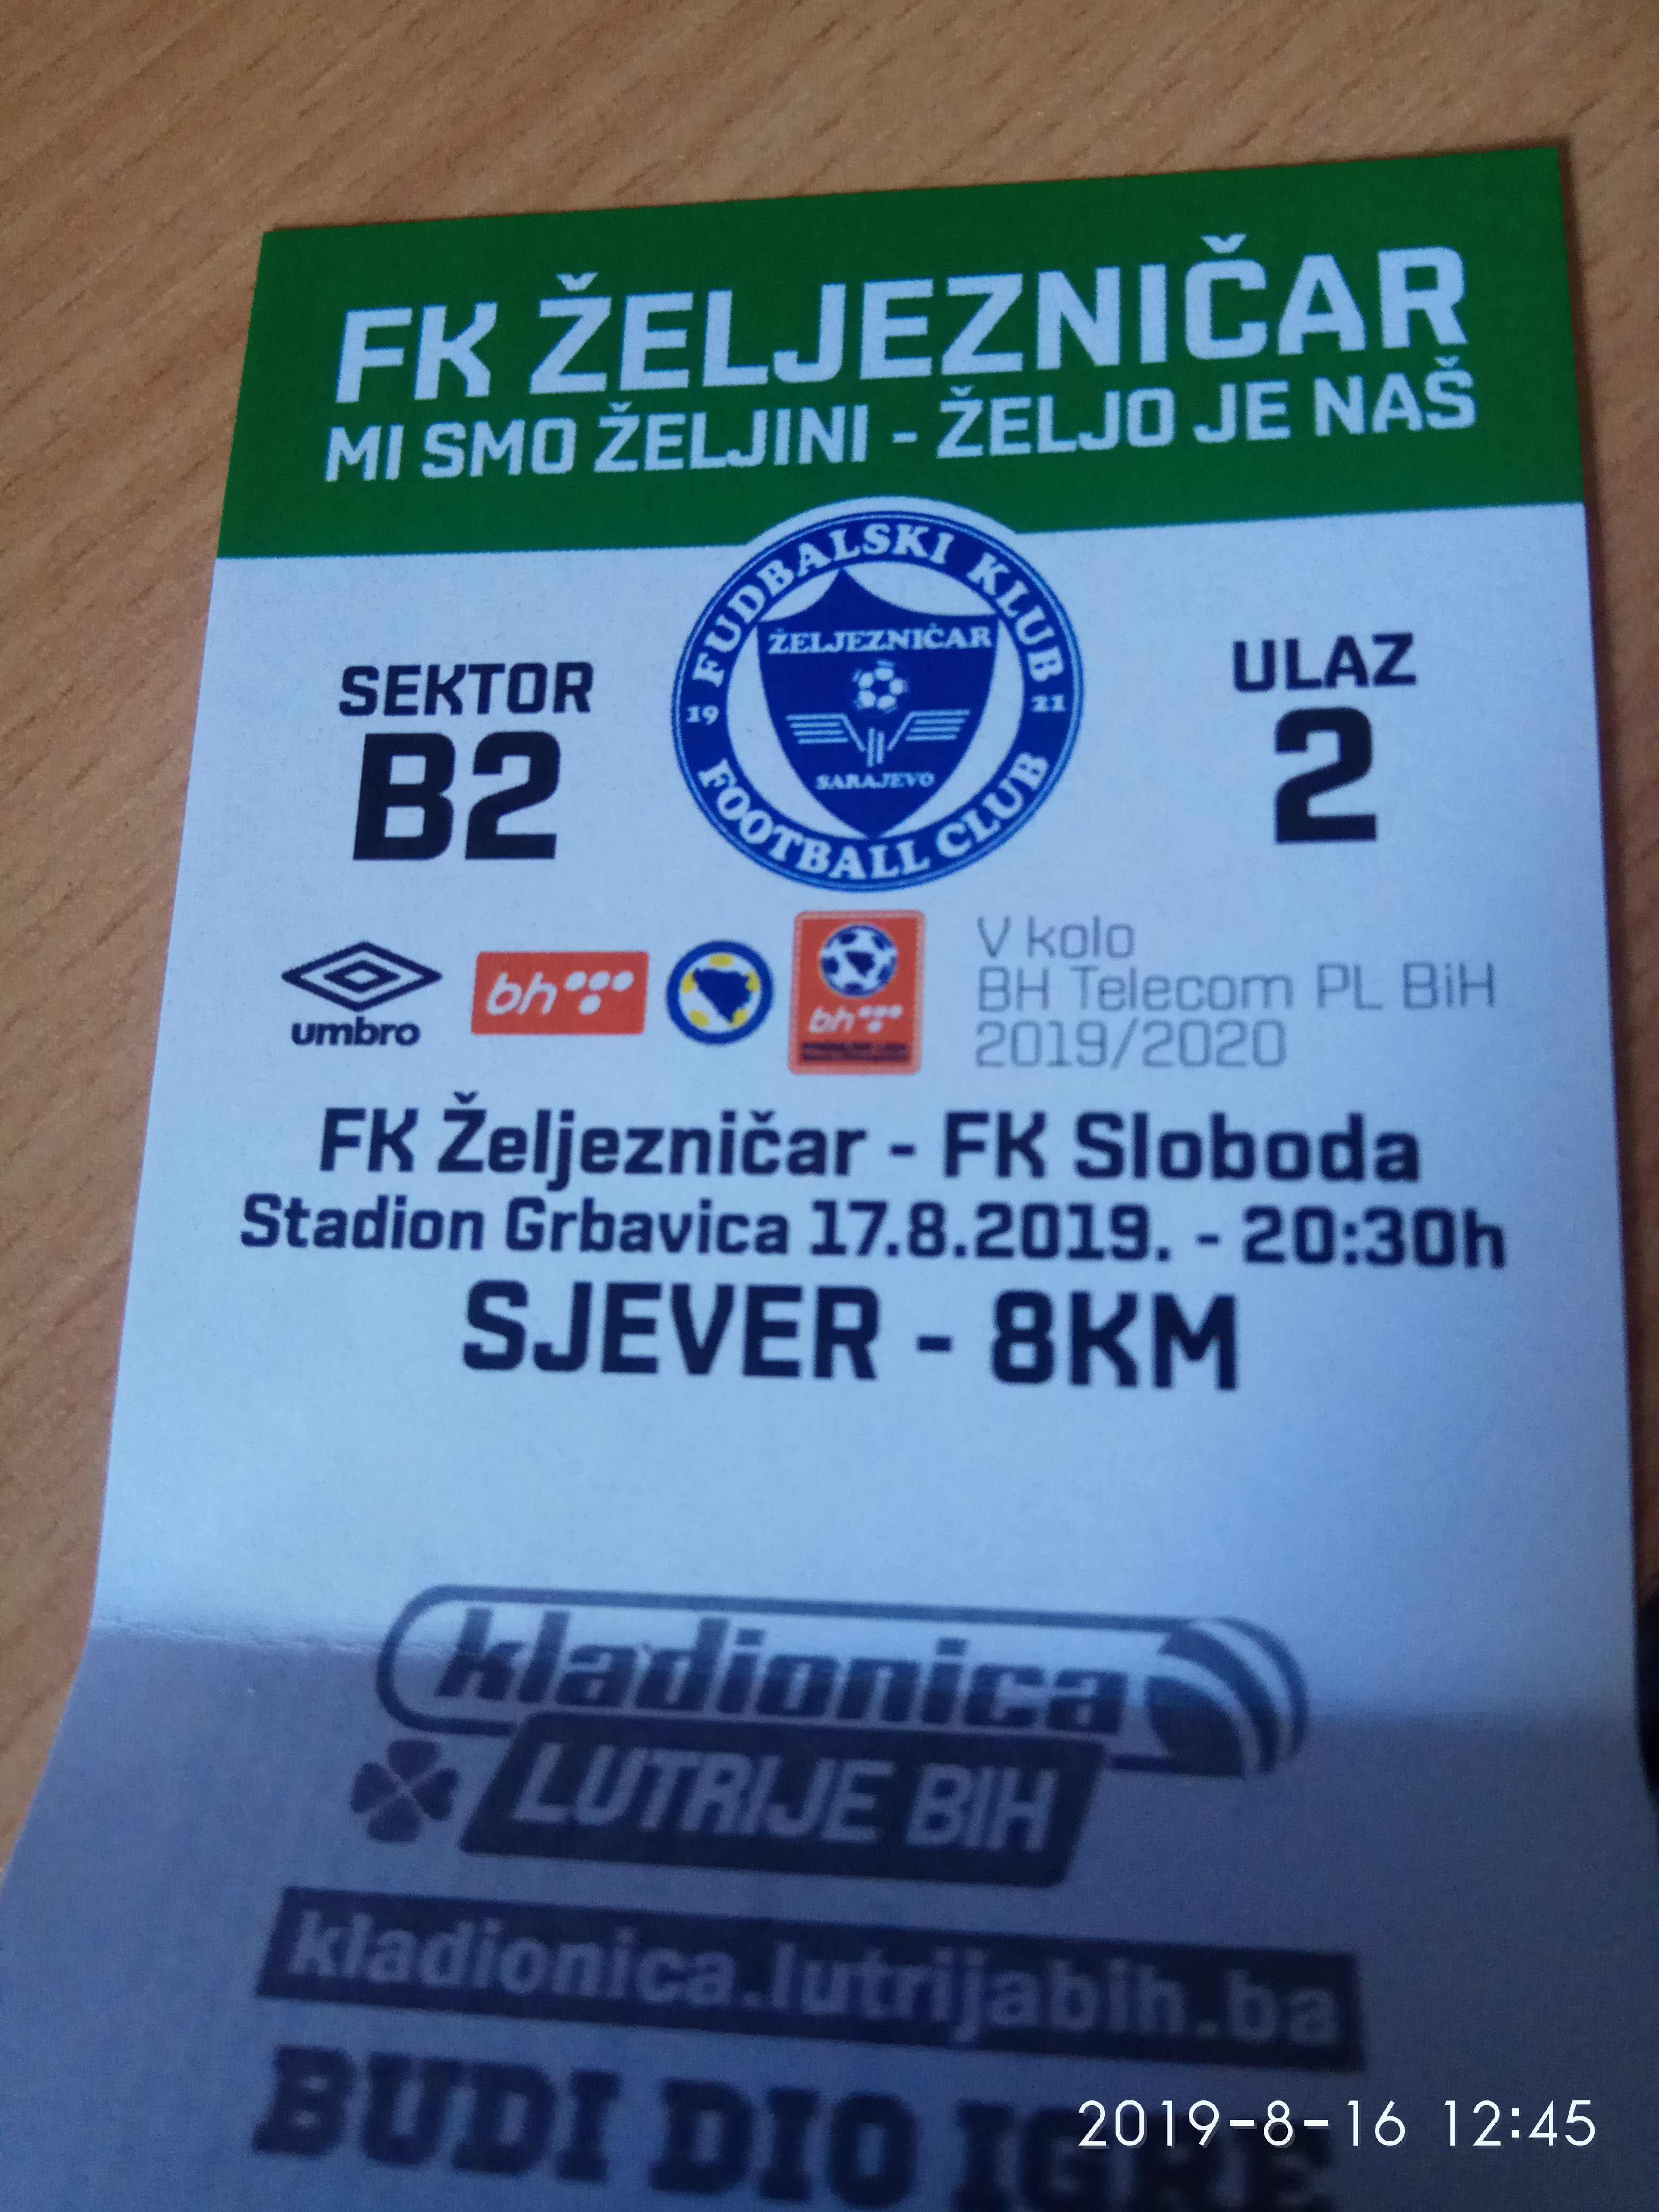 FK ŽELJEZNIČAR
MI SMO ŽELJINI - ŽELJO JE NAŠ
SEKTOR
B2
FUDBALSKI KLUB
ŽELJEZNIČAR
19 21
SARAJEVO
FOOTBALL CLUB
ULAZ
2
umbro
bh
bh
V kolo
BH Telecom PL BiH
2019/2020
FK Željezničar - FK Sloboda
Stadion Grbavica 17.8.2019. - 20:30h
SJEVER - 8KM
kladionica
LUTRIJE BIH
kladionica.lutrijabih.ba
BUDI DIO IGRE
2019-8-16 12:45